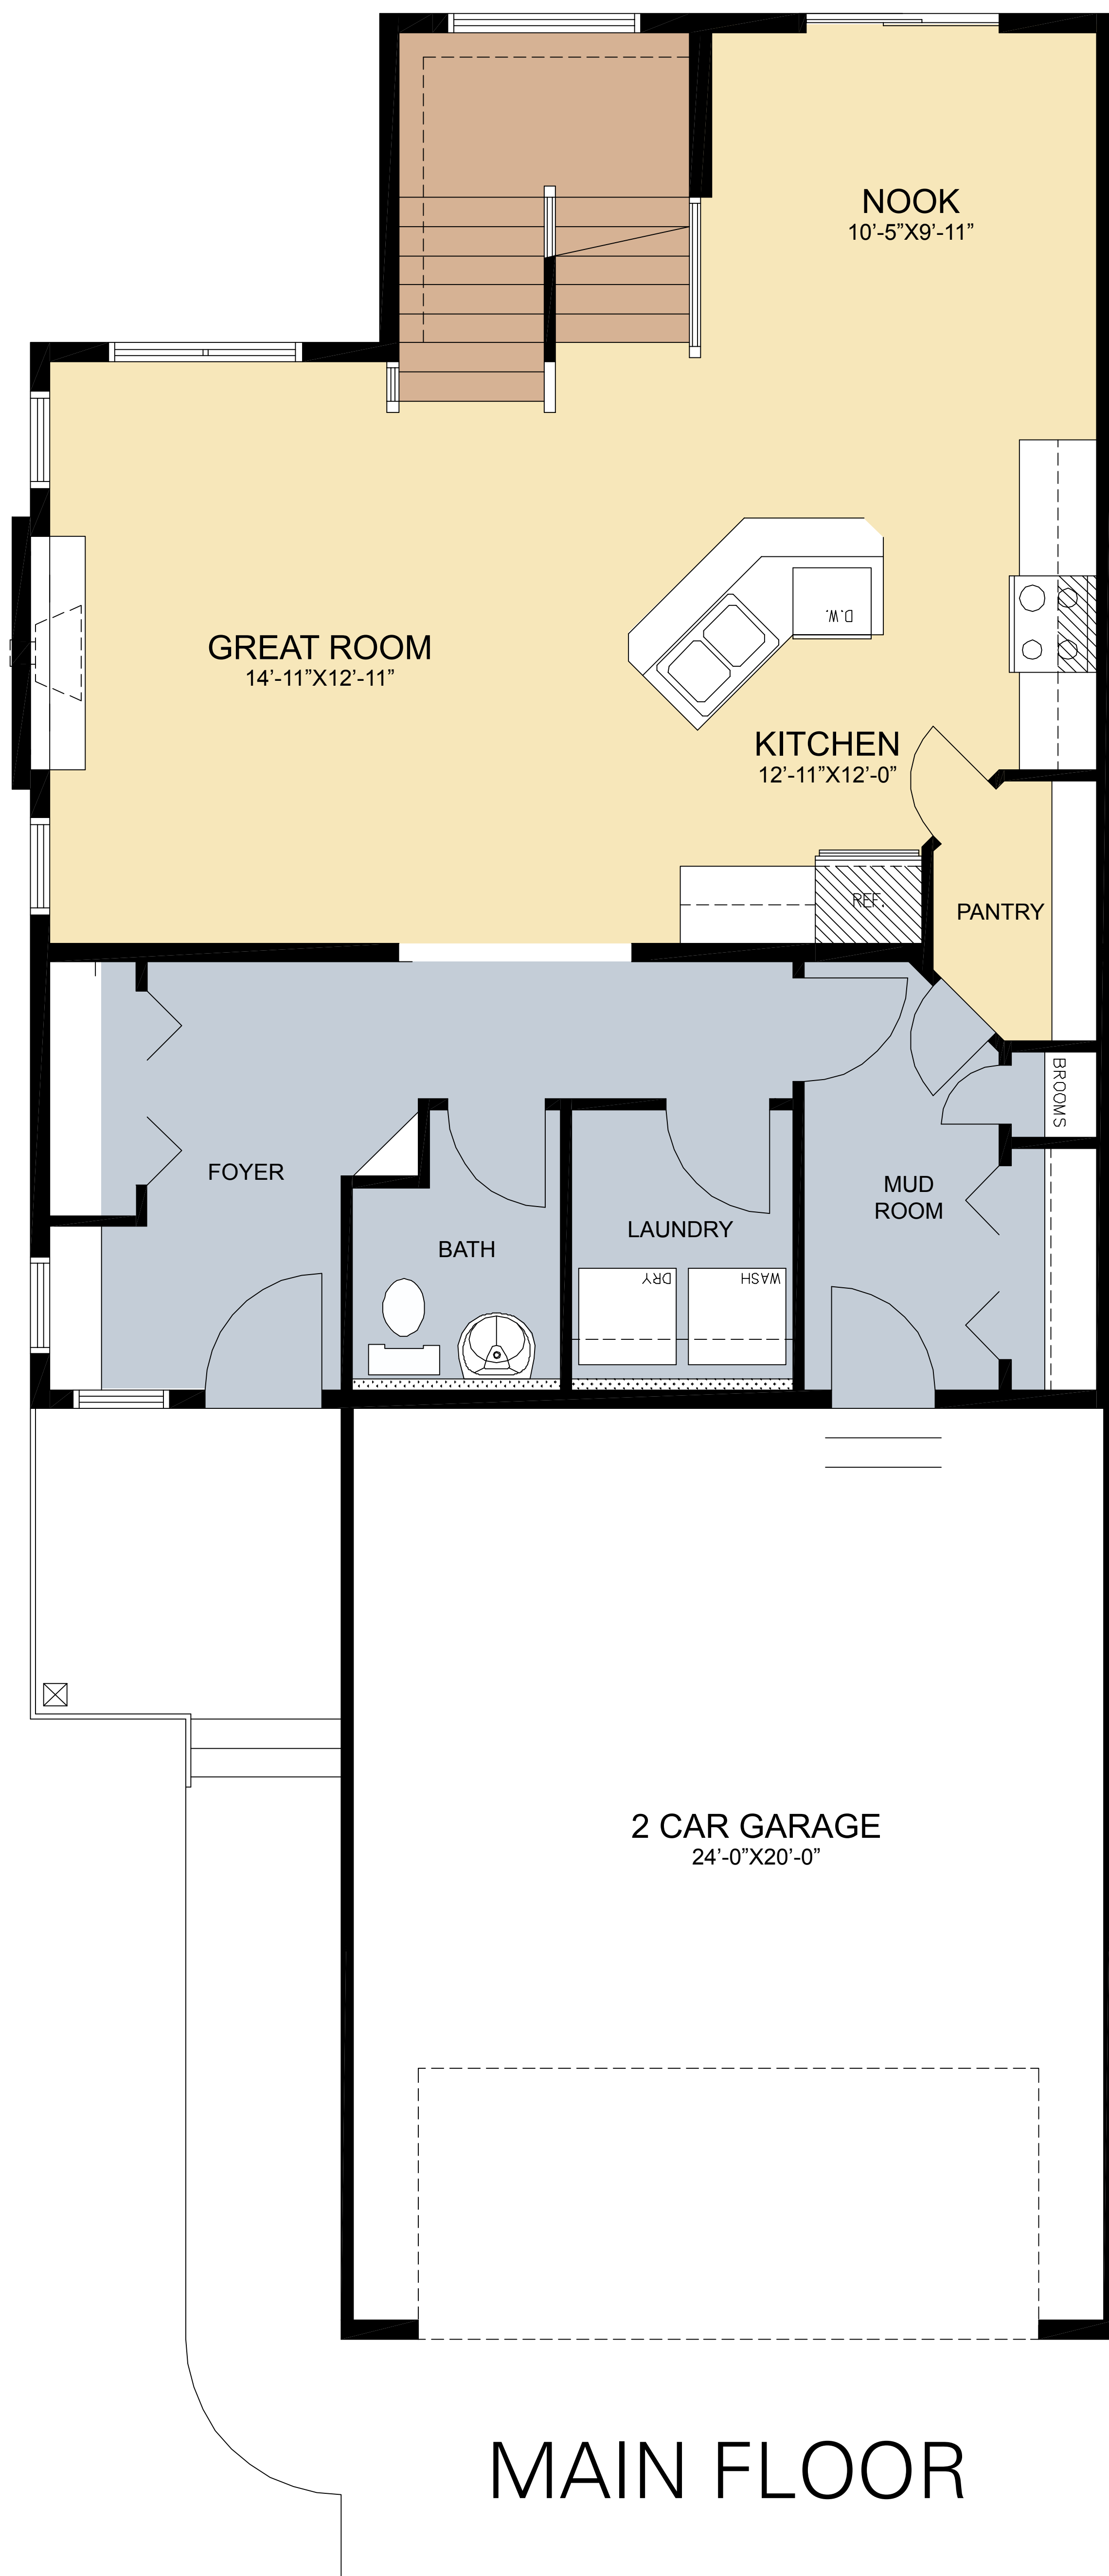 NOOK
10’-5”X9’-11”
D.W.
GREAT ROOM
14’-11”X12’-11”
KITCHEN
12’-11”X12’-0”
REF.
PANTRY
BROOMS
FOYER
MUD
ROOM
LAUNDRY
BATH
DRY
WASH
2 CAR GARAGE
24’-0”X20’-0”
MAIN FLOOR